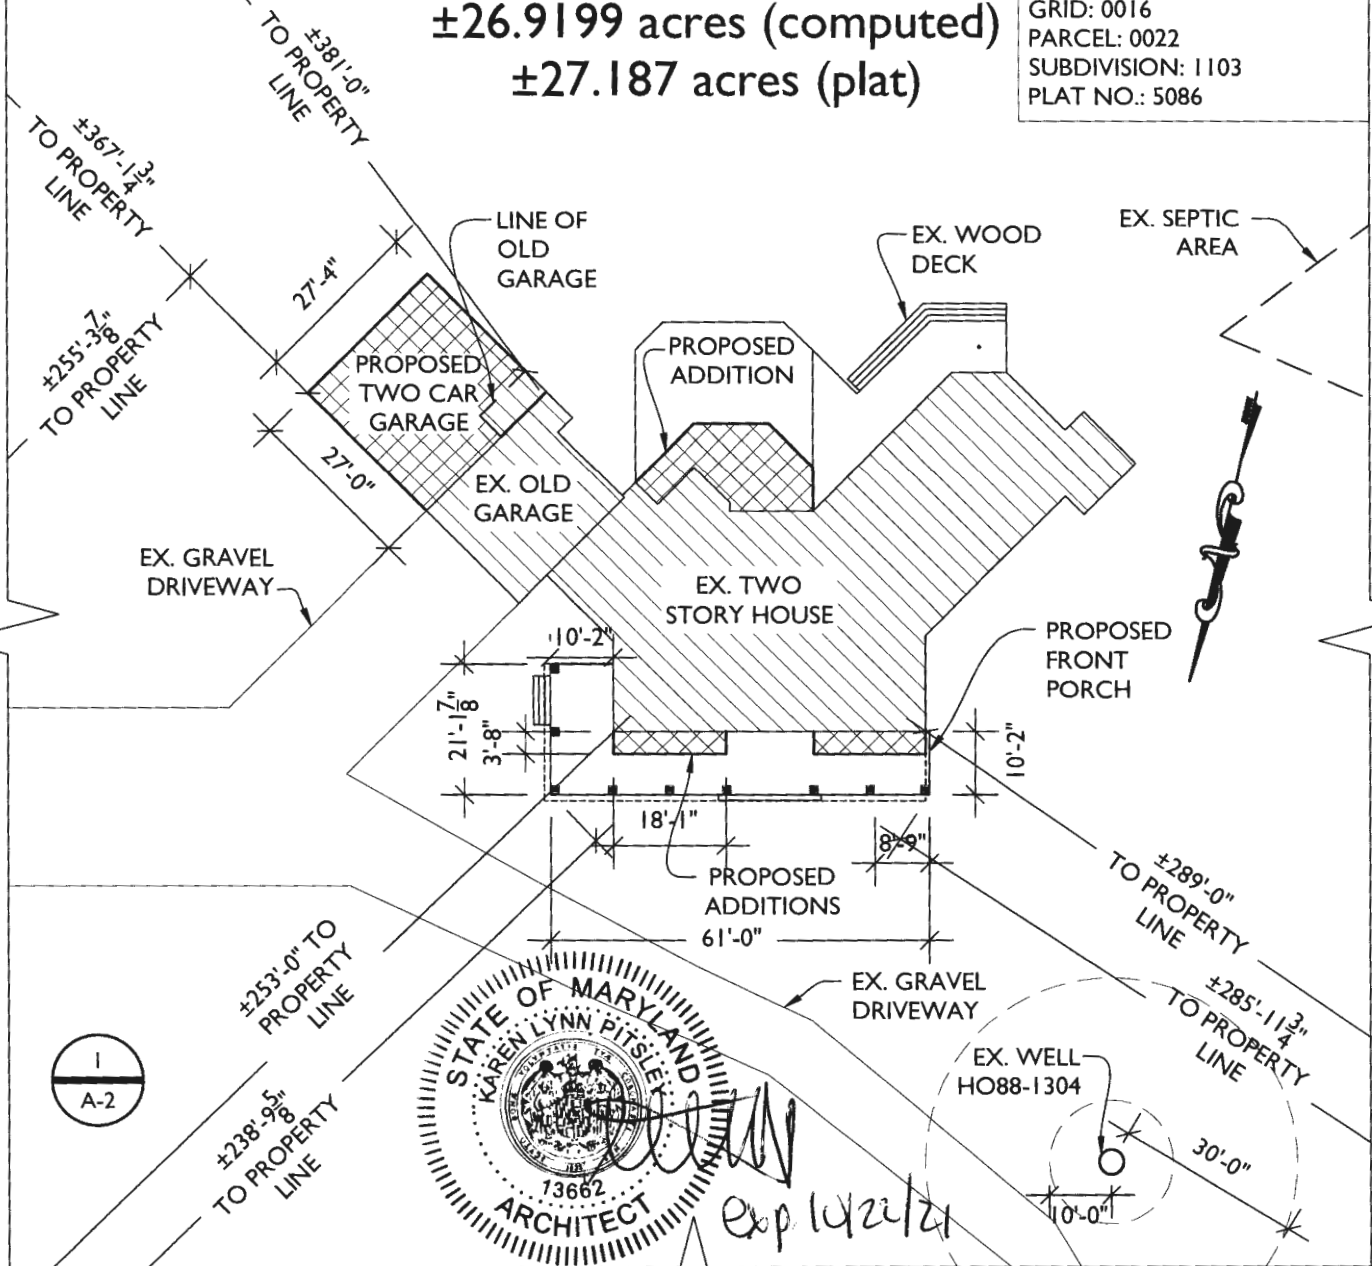 ±26.9199 acres (computed)
±27.187 acres (plat)
GRID: 0016
PARCEL: 0022
SUBDIVISION: 1103
PLAT NO.: 5086
±381'-0"
TO PROPERTY
LINE
±367'-1 3/4"
TO PROPERTY
LINE
±255'-3 7/8"
TO PROPERTY
LINE
27'-4"
LINE OF
OLD
GARAGE
EX. WOOD
DECK
EX. SEPTIC
AREA
PROPOSED
TWO CAR
GARAGE
PROPOSED
ADDITION
27'-0"
EX. OLD
GARAGE
EX. GRAVEL
DRIVEWAY
EX. TWO
STORY HOUSE
PROPOSED
FRONT
PORCH
10'-2"
21'-1 7/8"
3'-8"
10'-2"
18'-1"
8'-9"
PROPOSED
ADDITIONS
61'-0"
±289'-0"
TO PROPERTY
LINE
±285'-11 3/4"
TO PROPERTY
LINE
±253'-0" TO
PROPERTY
LINE
±238'-9 5/8"
TO PROPERTY
LINE
EX. GRAVEL
DRIVEWAY
1
A-2
STATE OF MARYLAND
KAREN LYNN PITSLEY
13662
ARCHITECT
EX. WELL
HO88-1304
30'-0"
10'-0"
exp 10/22/21